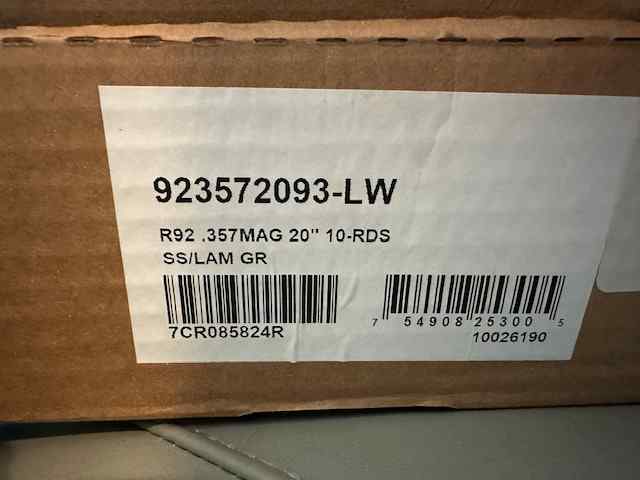 923572093-LW
R92 .357MAG 20" 10-RDS
SS/LAM GR
7CR085824R
7 54908 25300 5
10026190